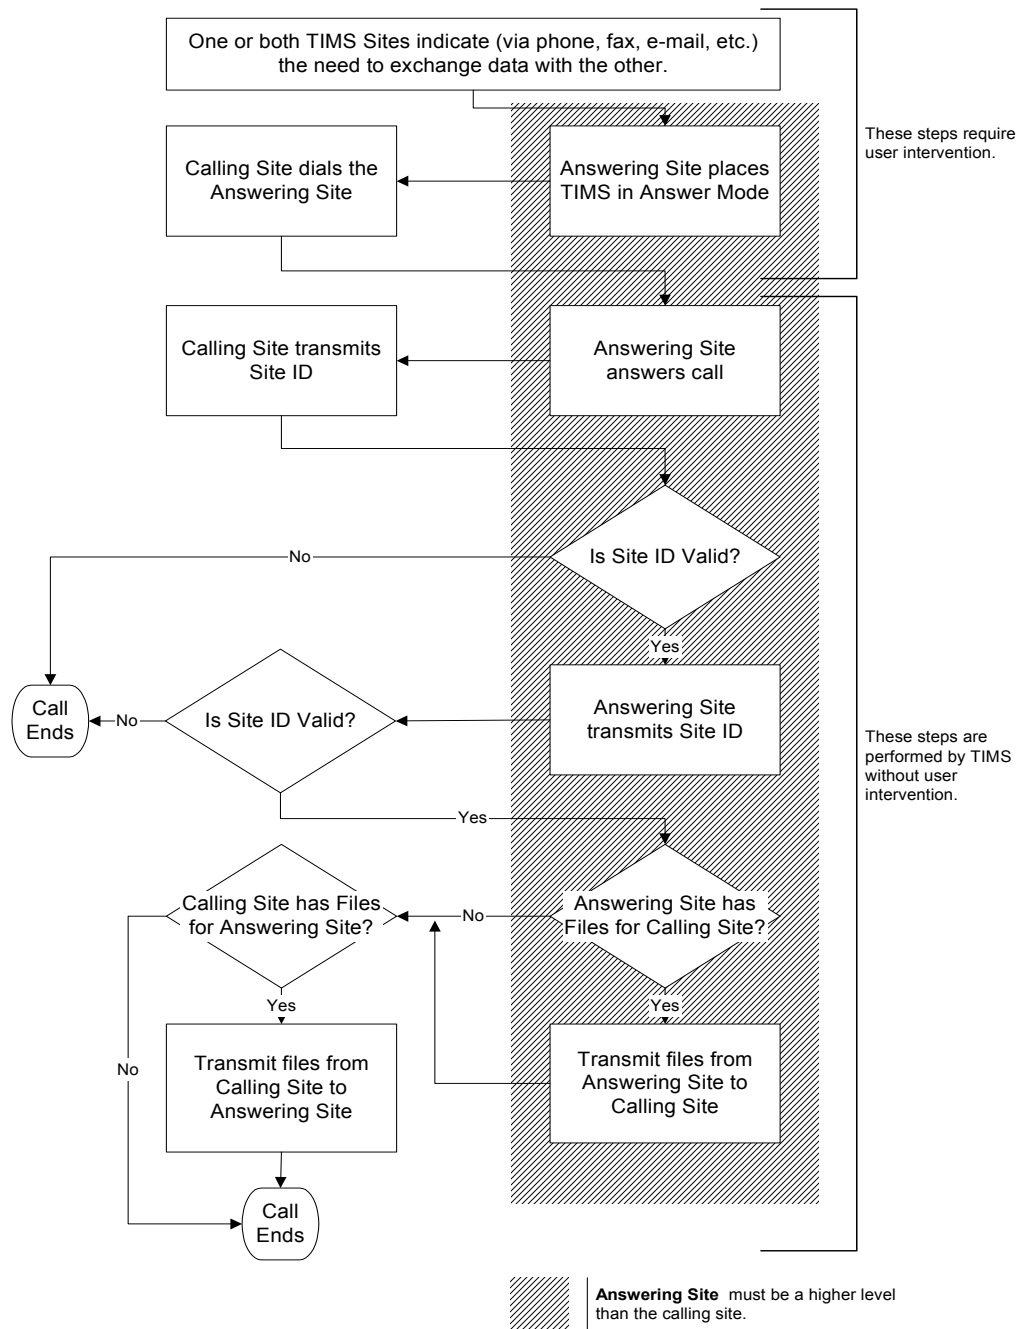 One or both TIMS Sites indicate (via phone, fax, e-mail, etc.)
the need to exchange data with the other.
These steps require
user intervention.
Calling Site dials the
Answering Site
Answering Site places
TIMS in Answer Mode
Calling Site transmits
Site ID
Answering Site
answers call
Is Site ID Valid?
No
Yes
Call
Ends
No
Is Site ID Valid?
Answering Site
transmits Site ID
These steps are
performed by TIMS
without user
intervention.
Yes
Calling Site has Files
for Answering Site?
No
Answering Site has
Files for Calling Site?
Yes
Yes
No
Transmit files from
Calling Site to
Answering Site
Transmit files from
Answering Site to
Calling Site
Call
Ends
Answering Site must be a higher level
than the calling site.